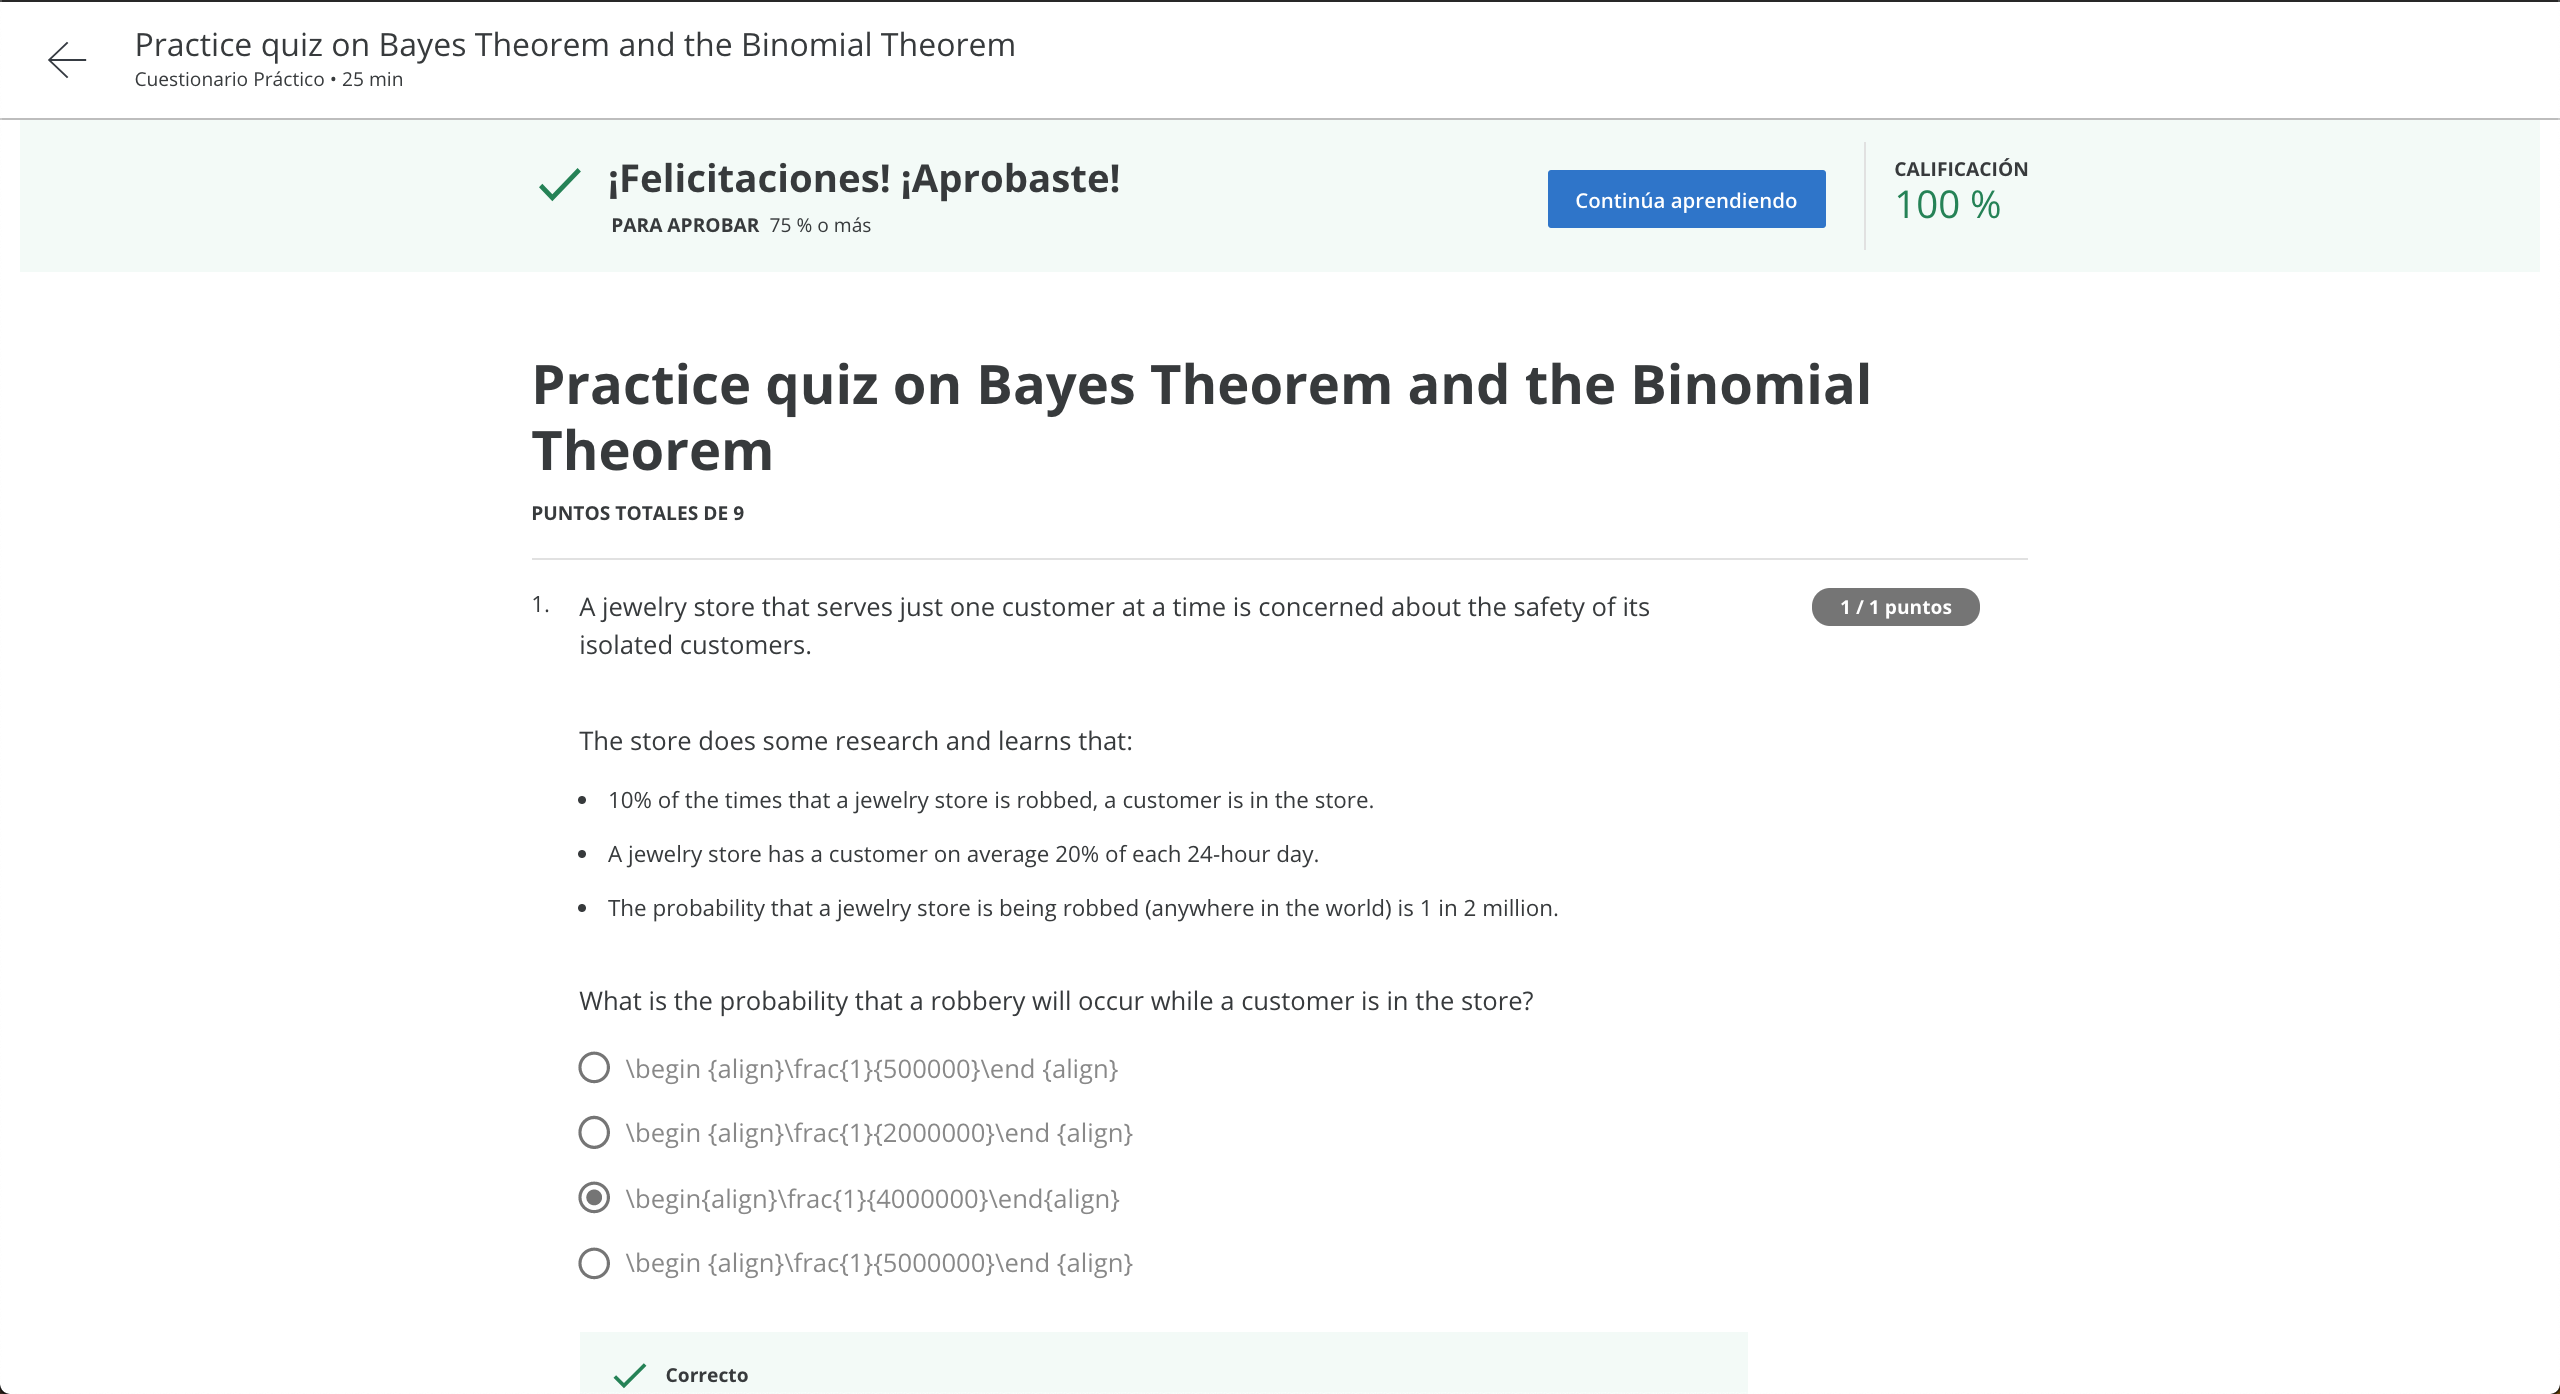 Practice quiz on Bayes Theorem and the Binomial Theorem
Cuestionario Práctico • 25 min
¡Felicitaciones! ¡Aprobaste!
PARA APROBAR 75 % o más
Continúa aprendiendo
CALIFICACIÓN
100 %
Practice quiz on Bayes Theorem and the Binomial
Theorem
PUNTOS TOTALES DE 9
1. A jewelry store that serves just one customer at a time is concerned about the safety of its
isolated customers.
1 / 1 puntos
The store does some research and learns that:
• 10% of the times that a jewelry store is robbed, a customer is in the store.
• A jewelry store has a customer on average 20% of each 24-hour day.
• The probability that a jewelry store is being robbed (anywhere in the world) is 1 in 2 million.
What is the probability that a robbery will occur while a customer is in the store?
\begin {align}\frac{1}{500000}\end {align}
\begin {align}\frac{1}{2000000}\end {align}
\begin{align}\frac{1}{4000000}\end{align}
\begin {align}\frac{1}{5000000}\end {align}
Correcto